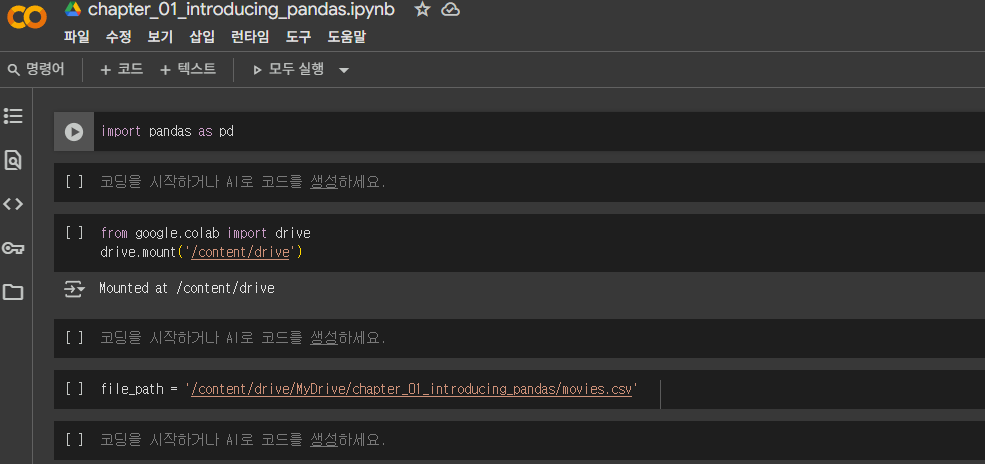 chapter_01_introducing_pandas.ipynb
파일 수정 보기 삽입 런타임 도구 도움말
명령어 + 코드 + 텍스트 모두 실행
import pandas as pd
[ ] 코딩을 시작하거나 AI로 코드를 생성하세요.
[ ] from google.colab import drive
drive.mount('/content/drive')
Mounted at /content/drive
[ ] 코딩을 시작하거나 AI로 코드를 생성하세요.
[ ] file_path = '/content/drive/MyDrive/chapter_01_introducing_pandas/movies.csv'
[ ] 코딩을 시작하거나 AI로 코드를 생성하세요.